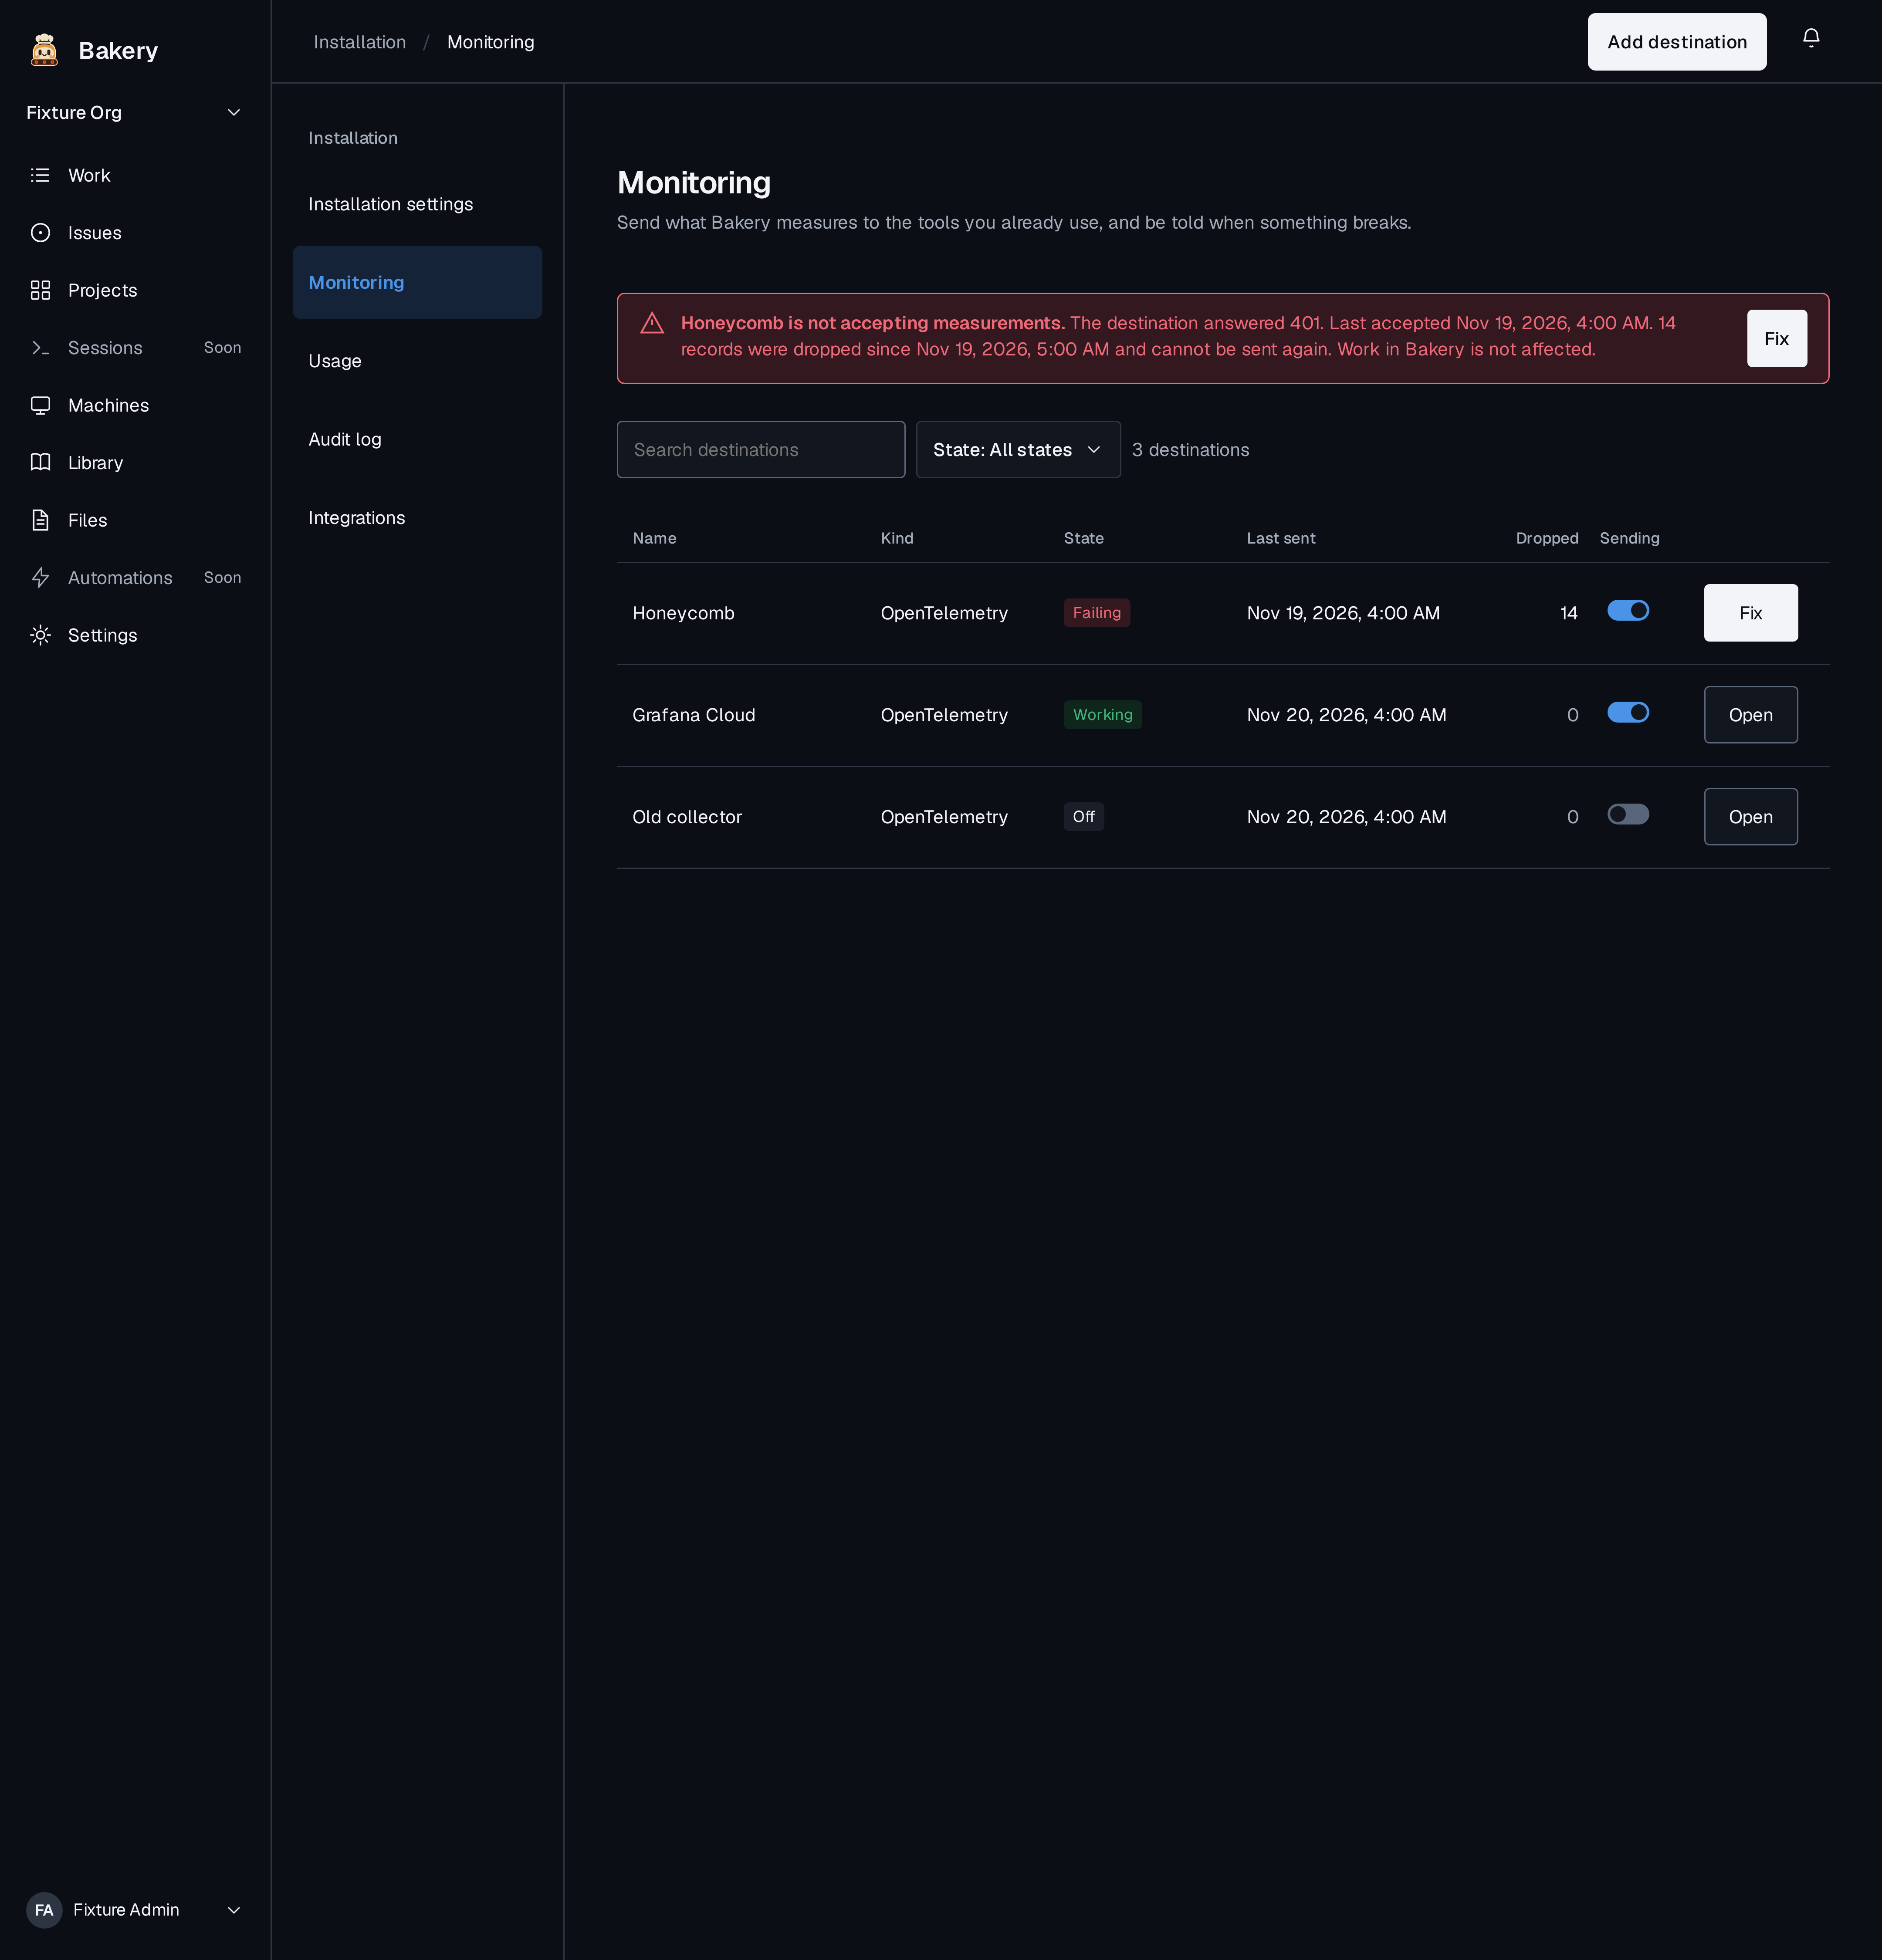 Bakery
Fixture Org
Work
Issues
Projects
Sessions Soon
Machines
Library
Files
Automations Soon
Settings
FA Fixture Admin
Installation / Monitoring
Add destination
Installation
Installation settings
Monitoring
Usage
Audit log
Integrations
Monitoring
Send what Bakery measures to the tools you already use, and be told when something breaks.
Honeycomb is not accepting measurements. The destination answered 401. Last accepted Nov 19, 2026, 4:00 AM. 14
records were dropped since Nov 19, 2026, 5:00 AM and cannot be sent again. Work in Bakery is not affected.
Fix
Search destinations State: All states 3 destinations
Name Kind State Last sent Dropped Sending
Honeycomb OpenTelemetry Failing Nov 19, 2026, 4:00 AM 14 Fix
Grafana Cloud OpenTelemetry Working Nov 20, 2026, 4:00 AM 0 Open
Old collector OpenTelemetry Off Nov 20, 2026, 4:00 AM 0 Open